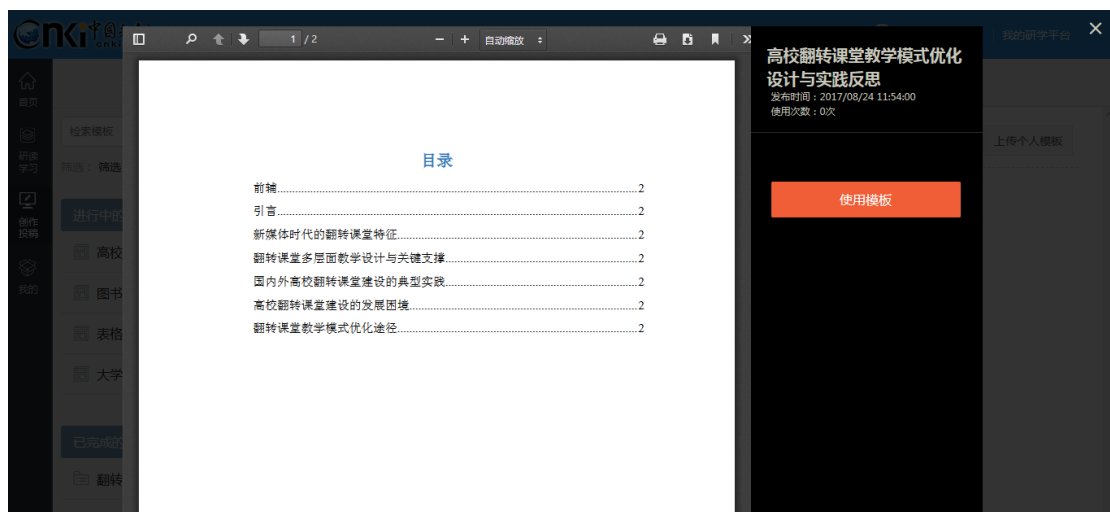 cnki 中国
cnki
1 / 2
自动缩放
我的研学平台
高校翻转课堂教学模式优化
设计与实践反思
发布时间：2017/08/24 11:54:00
使用次数：0次
使用模板
上传个人模板
首页
研读
学习
创作
投稿
我的
检索模板
筛选： 筛选
进行中的
高校
图书
表格
大学
已完成的
翻转
目录
前辅........2
引言........2
新媒体时代的翻转课堂特征........2
翻转课堂多层面教学设计与关键支撑........2
国内外高校翻转课堂建设的典型实践........2
高校翻转课堂建设的发展困境........2
翻转课堂教学模式优化途径........2